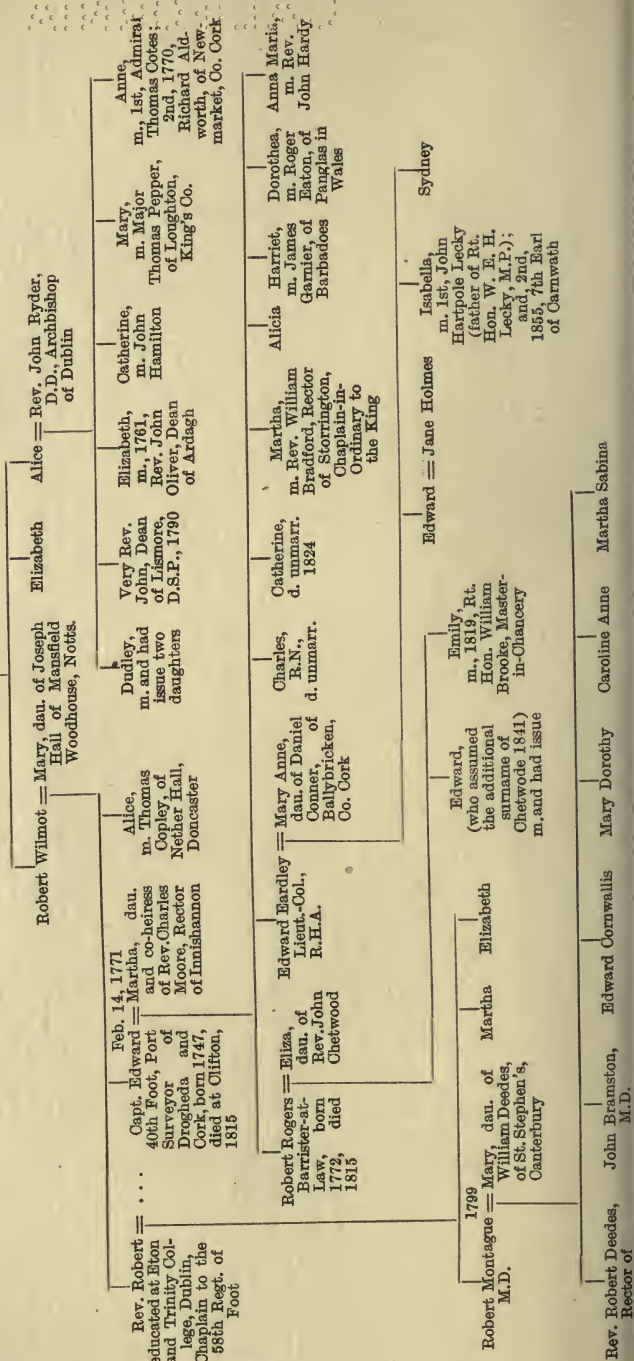 Robert Wilmot = Mary, dau. of Joseph
Hall of Mansfield
Woodhouse, Notts.
Elizabeth
Alice = Rev. John Ryder,
D.D., Archbishop
of Dublin
Rev. Robert = ...
educated at Eton
and Trinity Col-
lege, Dublin,
Chaplain to the
58th Regt. of
Foot
Feb. 14, 1771
Capt. Edward = Martha, dau.
40th Foot, Port
Surveyor of
Drogheda and
Cork, born 1747,
died at Clifton,
1815
and co-heiress
of Rev. Charles
Moore, Rector
of Innishannon
Alice,
m. Thomas
Copley, of
Nether Hall,
Doncaster
Dudley,
m. and had
issue two
daughters
Very Rev.
John, Dean
of Lismore,
D.S.P., 1790
Elizabeth,
m., 1761,
Rev. John
Oliver, Dean
of Ardagh
Catherine,
m. John
Hamilton
Mary,
m. Major
Thomas Pepper,
of Loughton,
King's Co.
Anne,
m., 1st, Admiral
Thomas Cotes;
2nd, 1770,
Richard Ald-
worth, of New-
market, Co. Cork
Robert Rogers = Eliza,
Barrister-at-
Law, born
1772, died
1815
dau. of
Rev. John
Chetwood
Edward Eardley = Mary Anne,
Lieut.-Col.,
R.H.A.
dau. of Daniel
Conner, of
Ballybricken,
Co. Cork
Charles,
R.N.,
d. unmarr.
Catherine,
d. unmarr.
1824
Martha,
m. Rev. William
Bradford, Rector
of Storrington,
Chaplain-in-
Ordinary to
the King
Alicia
Harriet,
m. James
Garnier, of
Barbadoes
Dorothea,
m. Roger
Eaton, of
Panglas in
Wales
Anna Maria,
m. Rev.
John Hardy
Edward = Jane Holmes
Isabella,
m. 1st, John
Hartpole Lecky
(father of Rt.
Hon. W. E. H.
Lecky, M.P.);
and, 2nd,
1855, 7th Earl
of Carnwath
Sydney
Edward,
(who assumed
the additional
surname of
Chetwode 1841)
m. and had issue
Emily,
m., 1819, Rt.
Hon. William
Brooke, Master-
in-Chancery
1799
Robert Montague = Mary, dau. of
M.D.
William Deedes,
of St. Stephen's,
Canterbury
Martha
Elizabeth
Rev. Robert Deedes,
Rector of
John Bramston,
M.D.
Edward Cornwallis
Mary Dorothy
Caroline Anne
Martha Sabina